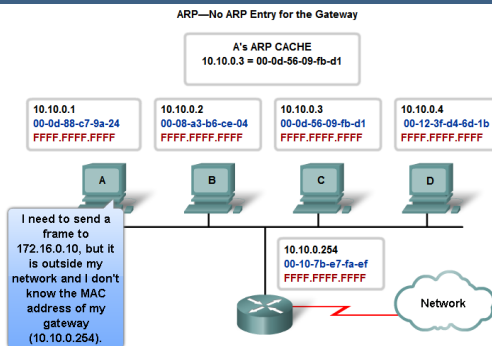 ARP—No ARP Entry for the Gateway
A's ARP CACHE
10.10.0.3 = 00-0d-56-09-fb-d1
10.10.0.1
00-0d-88-c7-9a-24
FFFF.FFFF.FFFF
10.10.0.2
00-08-a3-b6-ce-04
FFFF.FFFF.FFFF
10.10.0.3
00-0d-56-09-fb-d1
FFFF.FFFF.FFFF
10.10.0.4
00-12-3f-d4-6d-1b
FFFF.FFFF.FFFF
A
B
C
D
I need to send a
frame to
172.16.0.10, but it
is outside my
network and I don't
know the MAC
address of my
gateway
(10.10.0.254).
10.10.0.254
00-10-7b-e7-fa-ef
FFFF.FFFF.FFFF
Network